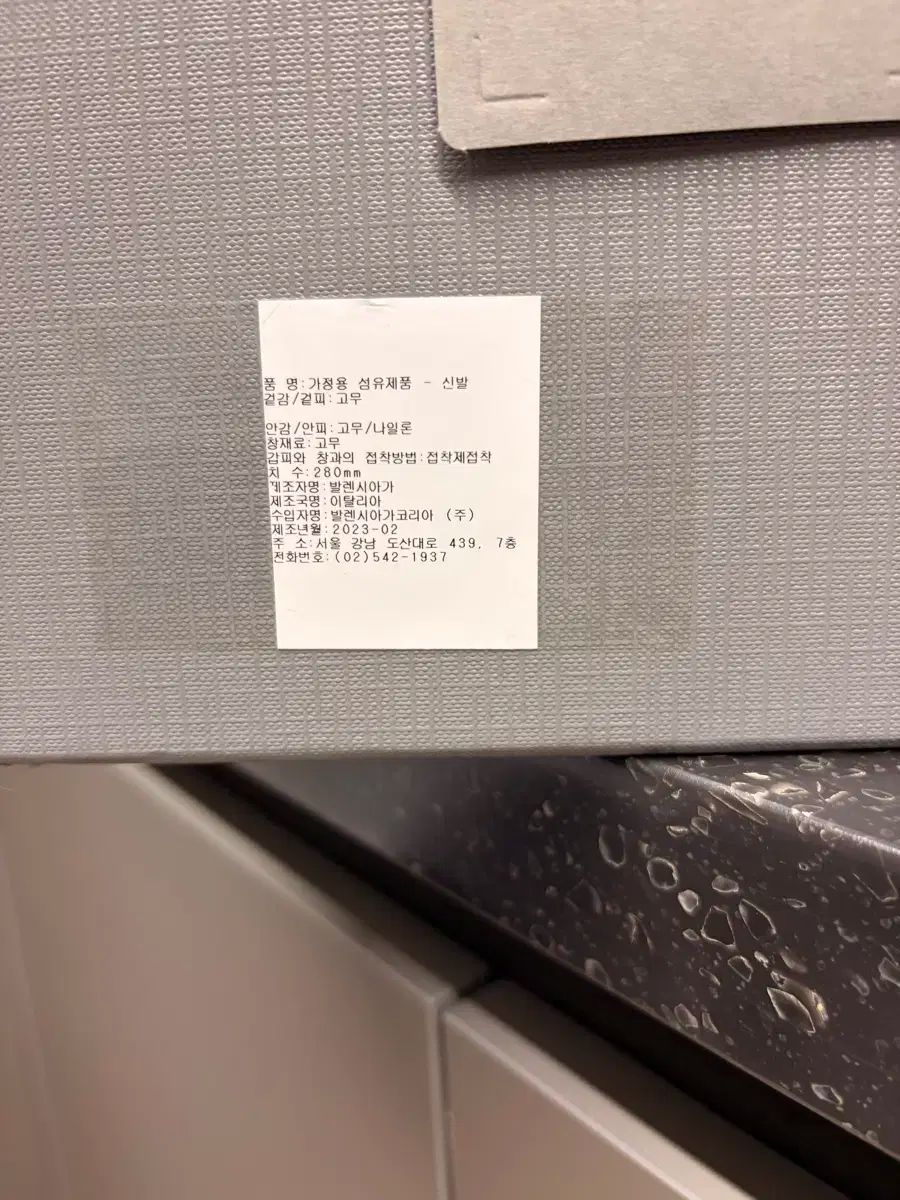 품 명:가정용 섬유제품 - 신발
겉감/겉피:고무
안감/안피:고무/나일론
창재료:고무
갑피와 창과의 접착방법:접착제접착
치 수:280mm
제조자명:발렌시아가
제조국명:이탈리아
수입자명:발렌시아가코리아 (주)
제조년월:2023-02
주 소:서울 강남 도산대로 439, 7층
전화번호:(02)542-1937